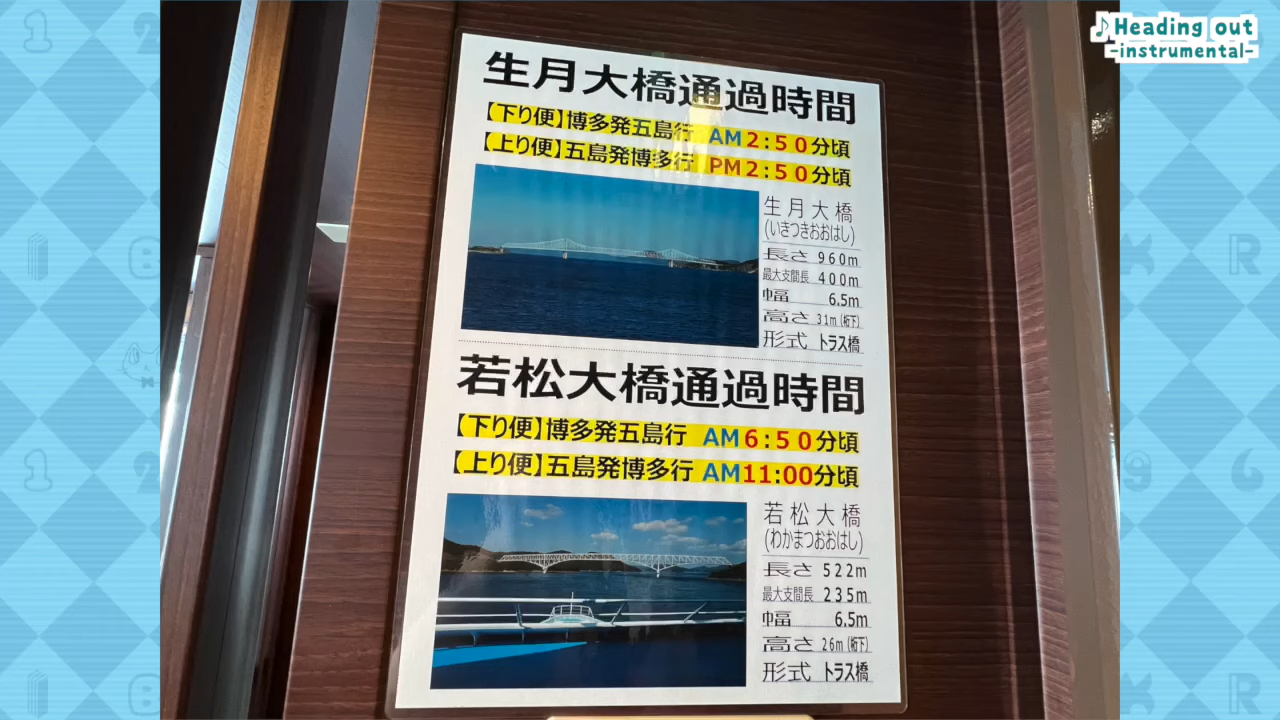 ♪Heading out
-instrumental-
生月大橋通過時間
【下り便】博多発五島行 AM2:50分頃
【上り便】五島発博多行 PM2:50分頃
生月大橋
(いきつきおおはし)
長さ 960m
最大支間長 400m
幅 6.5m
高さ 31m(桁下)
形式 トラス橋
若松大橋通過時間
【下り便】博多発五島行 AM6:50分頃
【上り便】五島発博多行 AM11:00分頃
若松大橋
(わかまつおおはし)
長さ 522m
最大支間長 235m
幅 6.5m
高さ 26m(桁下)
形式 トラス橋